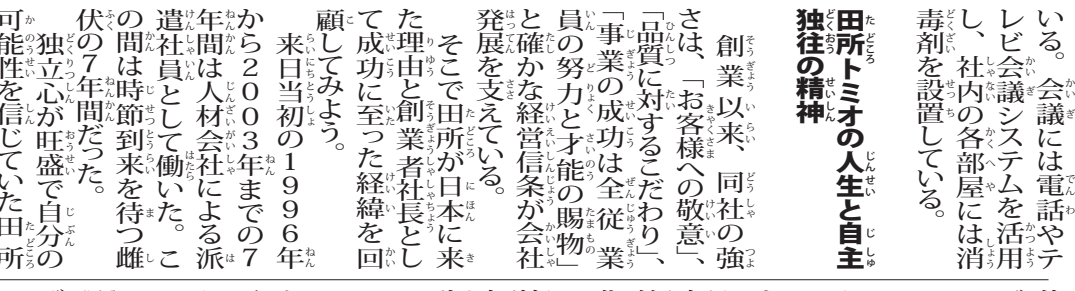 いる。会議には電話やテ
レビ会議システムを活用
し、社内の各部屋には消
毒剤を設置している。
田所トミオの人生と自主
独往の精神
創業以来、同社の強
さは、「お客様への敬意」、
「品質に対するこだわり」、
「事業の成功は全従業
員の努力と才能の賜物」
と確かな経営信条が会社
発展を支えている。
そこで田所が日本に来
た理由と創業者社長とし
て成功に至った経緯を回
顧してみよう。
来日当初の1996年
から2003年までの7
年間は人材会社による派
遣社員として働いた。こ
の間は時節到来を待つ雌
伏の7年間だった。
独立心が旺盛で自分の
可能性を信じていた田所